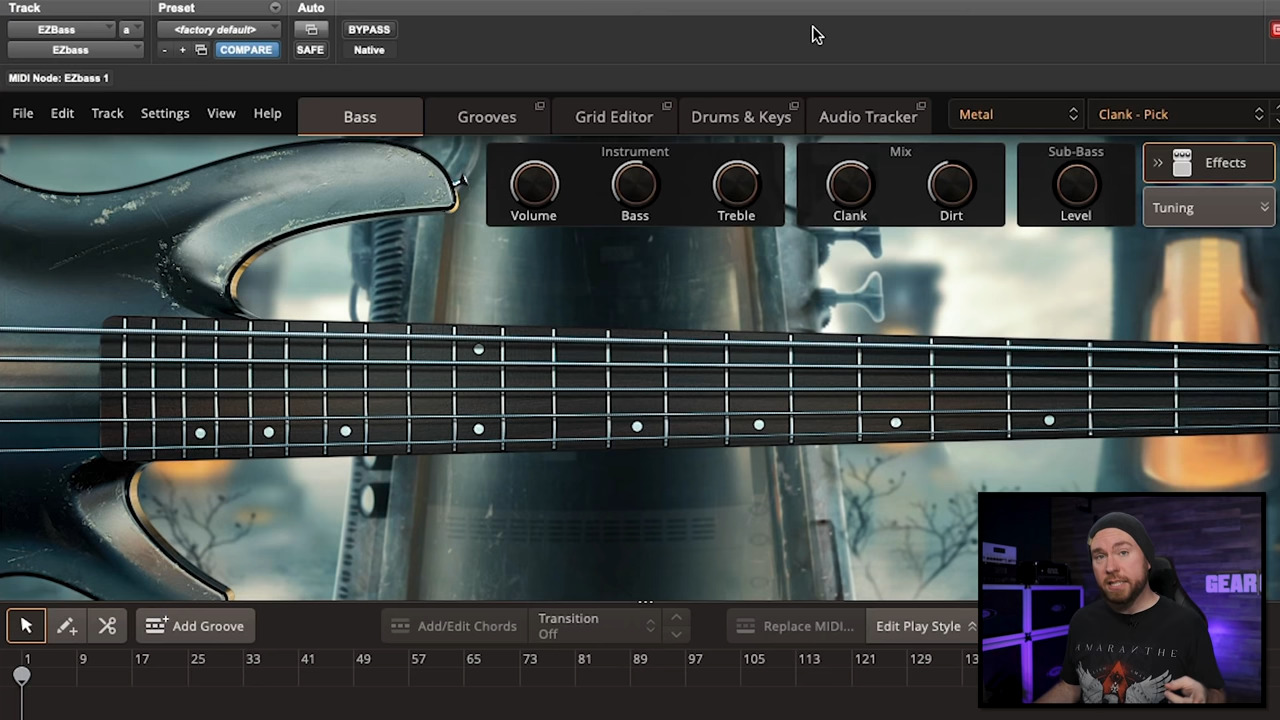 Track Preset Auto
EZBass a <factory default> BYPASS
EZbass - + COMPARE SAFE Native
MIDI Node: EZbass 1
File Edit Track Settings View Help Bass Grooves Grid Editor Drums & Keys Audio Tracker Metal Clank - Pick
Instrument Mix Sub-Bass
Effects
Volume Bass Treble Clank Dirt Level
Tuning
GEAR
Add Groove Add/Edit Chords Transition
Off
Replace MIDI... Edit Play Style
AMARANTHE
1 9 17 25 33 41 49 57 65 73 81 89 97 105 113 121 129